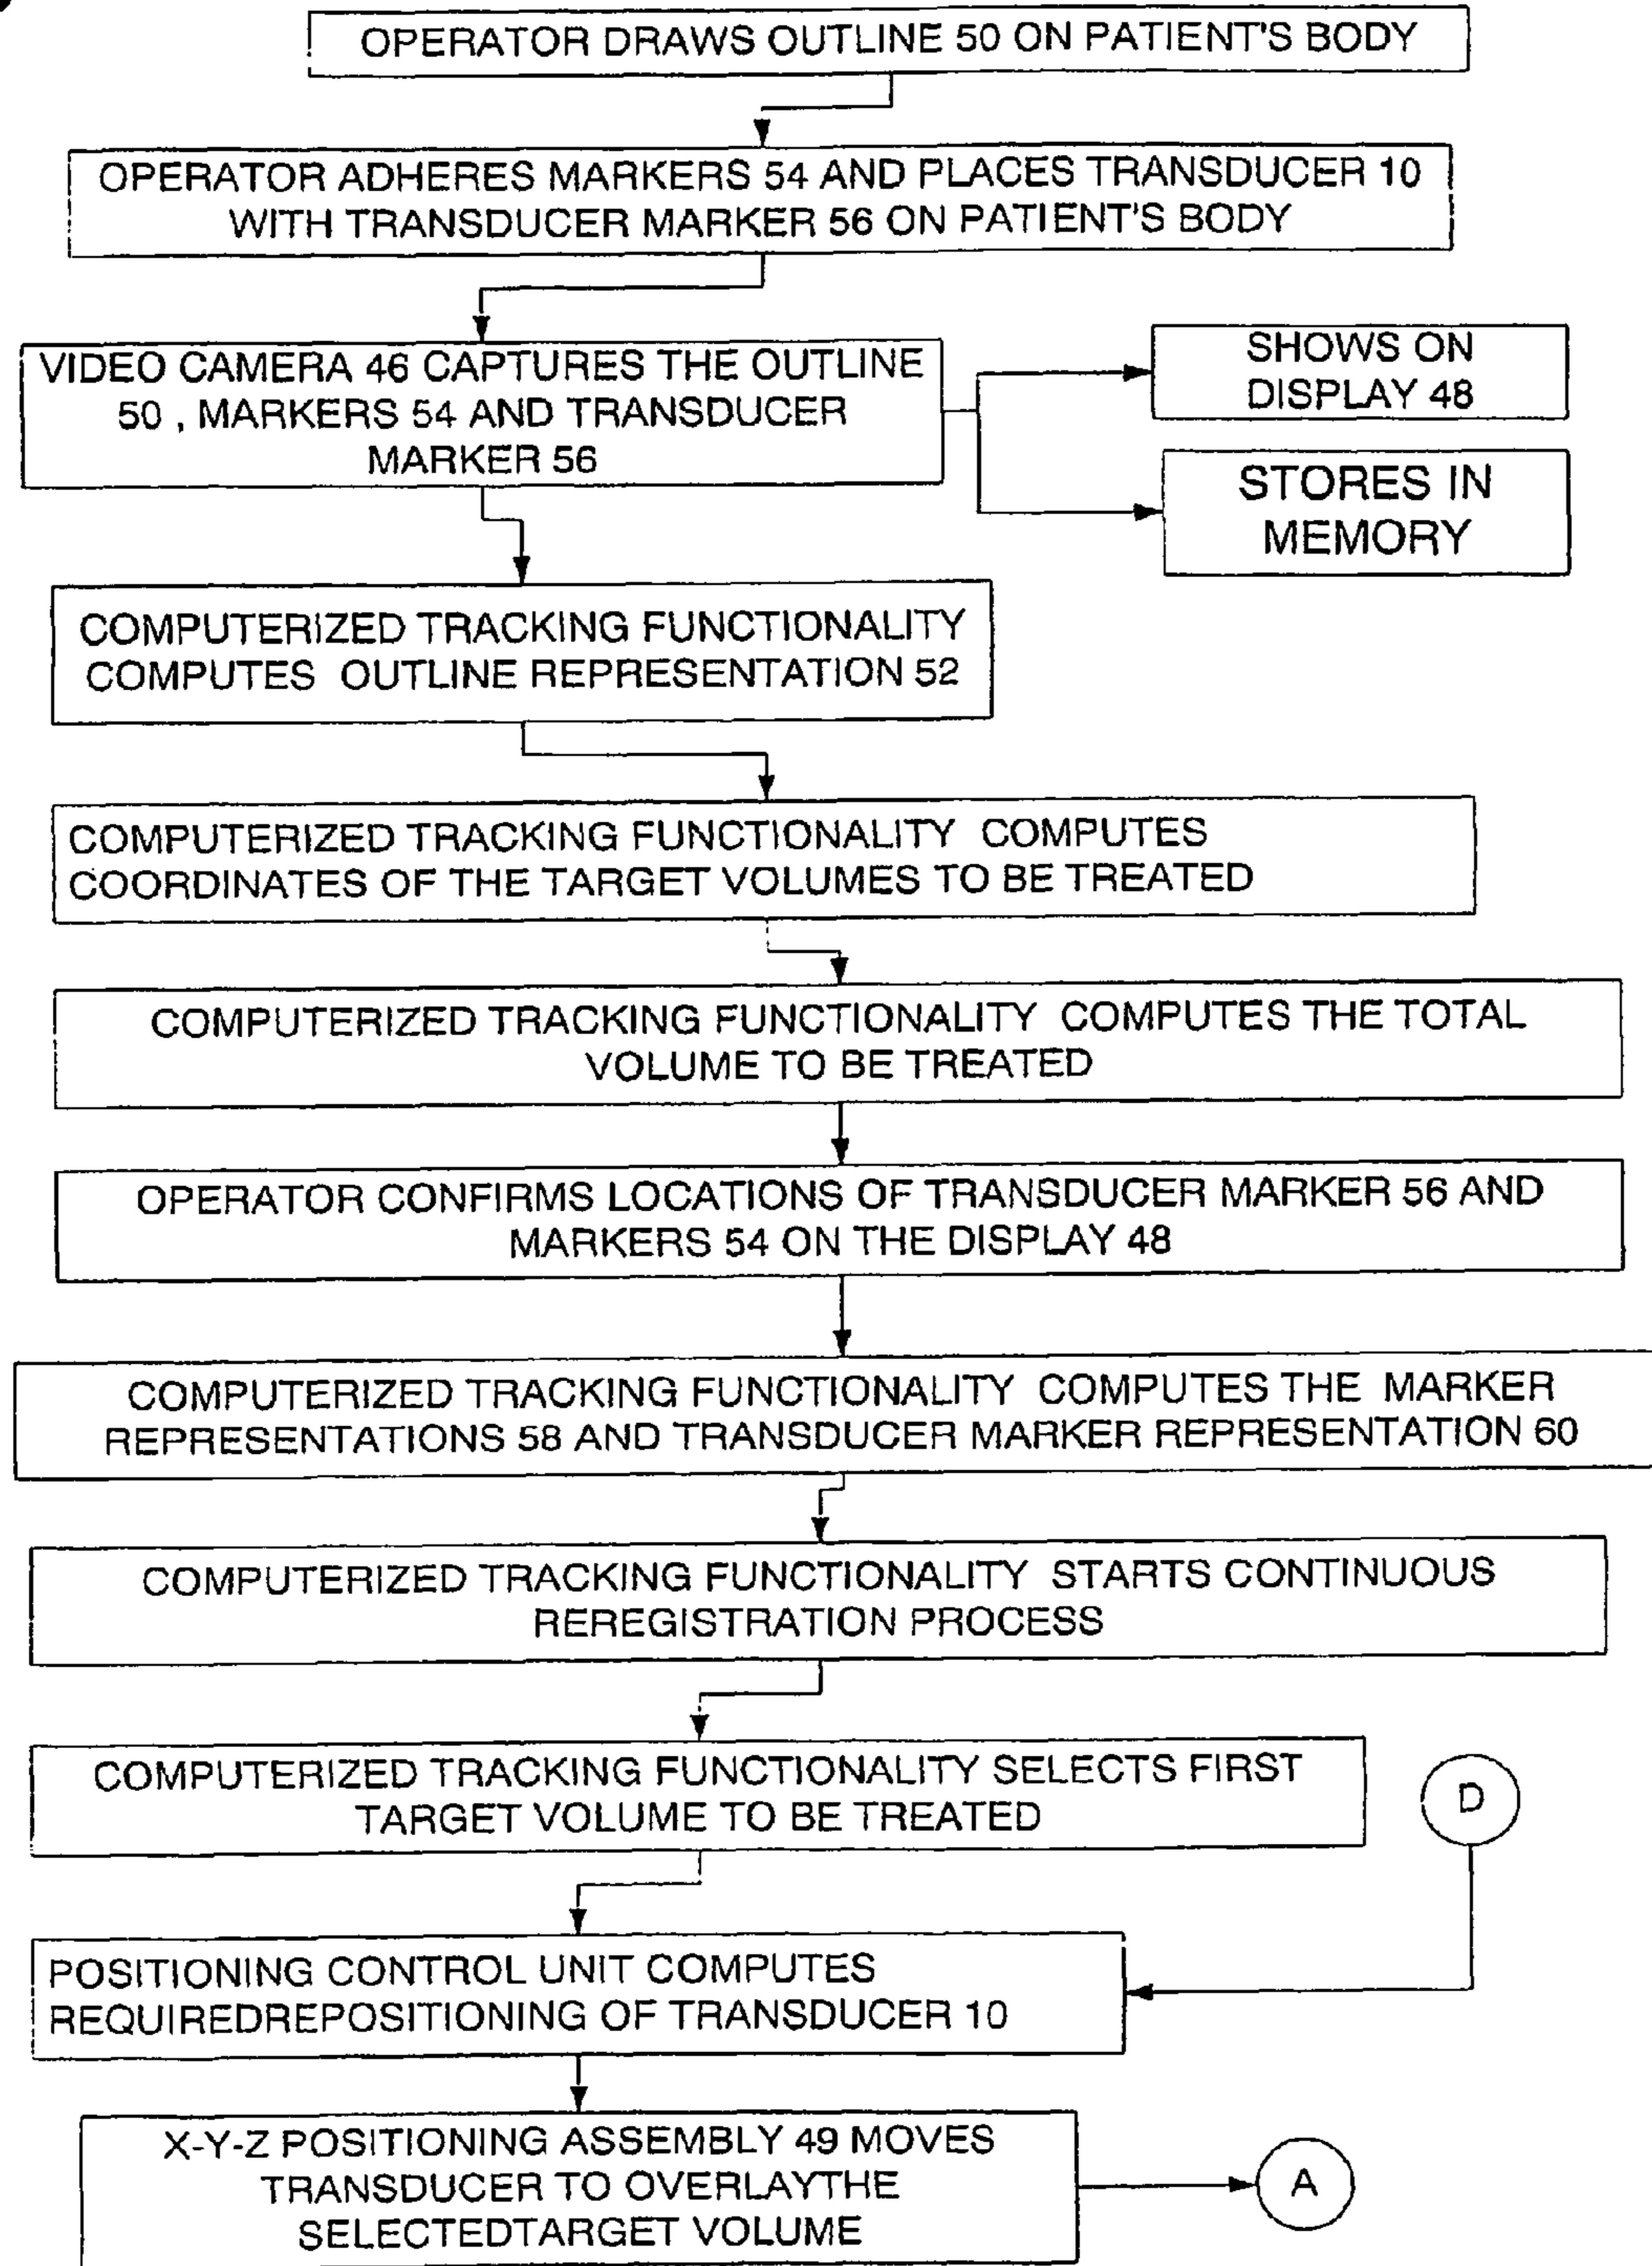 OPERATOR DRAWS OUTLINE 50 ON PATIENT'S BODY
OPERATOR ADHERES MARKERS 54 AND PLACES TRANSDUCER 10
WITH TRANSDUCER MARKER 56 ON PATIENT'S BODY
VIDEO CAMERA 46 CAPTURES THE OUTLINE
50 , MARKERS 54 AND TRANSDUCER
MARKER 56
SHOWS ON
DISPLAY 48
STORES IN
MEMORY
COMPUTERIZED TRACKING FUNCTIONALITY
COMPUTES OUTLINE REPRESENTATION 52
COMPUTERIZED TRACKING FUNCTIONALITY COMPUTES
COORDINATES OF THE TARGET VOLUMES TO BE TREATED
COMPUTERIZED TRACKING FUNCTIONALITY COMPUTES THE TOTAL
VOLUME TO BE TREATED
OPERATOR CONFIRMS LOCATIONS OF TRANSDUCER MARKER 56 AND
MARKERS 54 ON THE DISPLAY 48
COMPUTERIZED TRACKING FUNCTIONALITY COMPUTES THE MARKER
REPRESENTATIONS 58 AND TRANSDUCER MARKER REPRESENTATION 60
COMPUTERIZED TRACKING FUNCTIONALITY STARTS CONTINUOUS
REREGISTRATION PROCESS
COMPUTERIZED TRACKING FUNCTIONALITY SELECTS FIRST
TARGET VOLUME TO BE TREATED
D
POSITIONING CONTROL UNIT COMPUTES
REQUIREDREPOSITIONING OF TRANSDUCER 10
X-Y-Z POSITIONING ASSEMBLY 49 MOVES
TRANSDUCER TO OVERLAYTHE
SELECTEDTARGET VOLUME
A